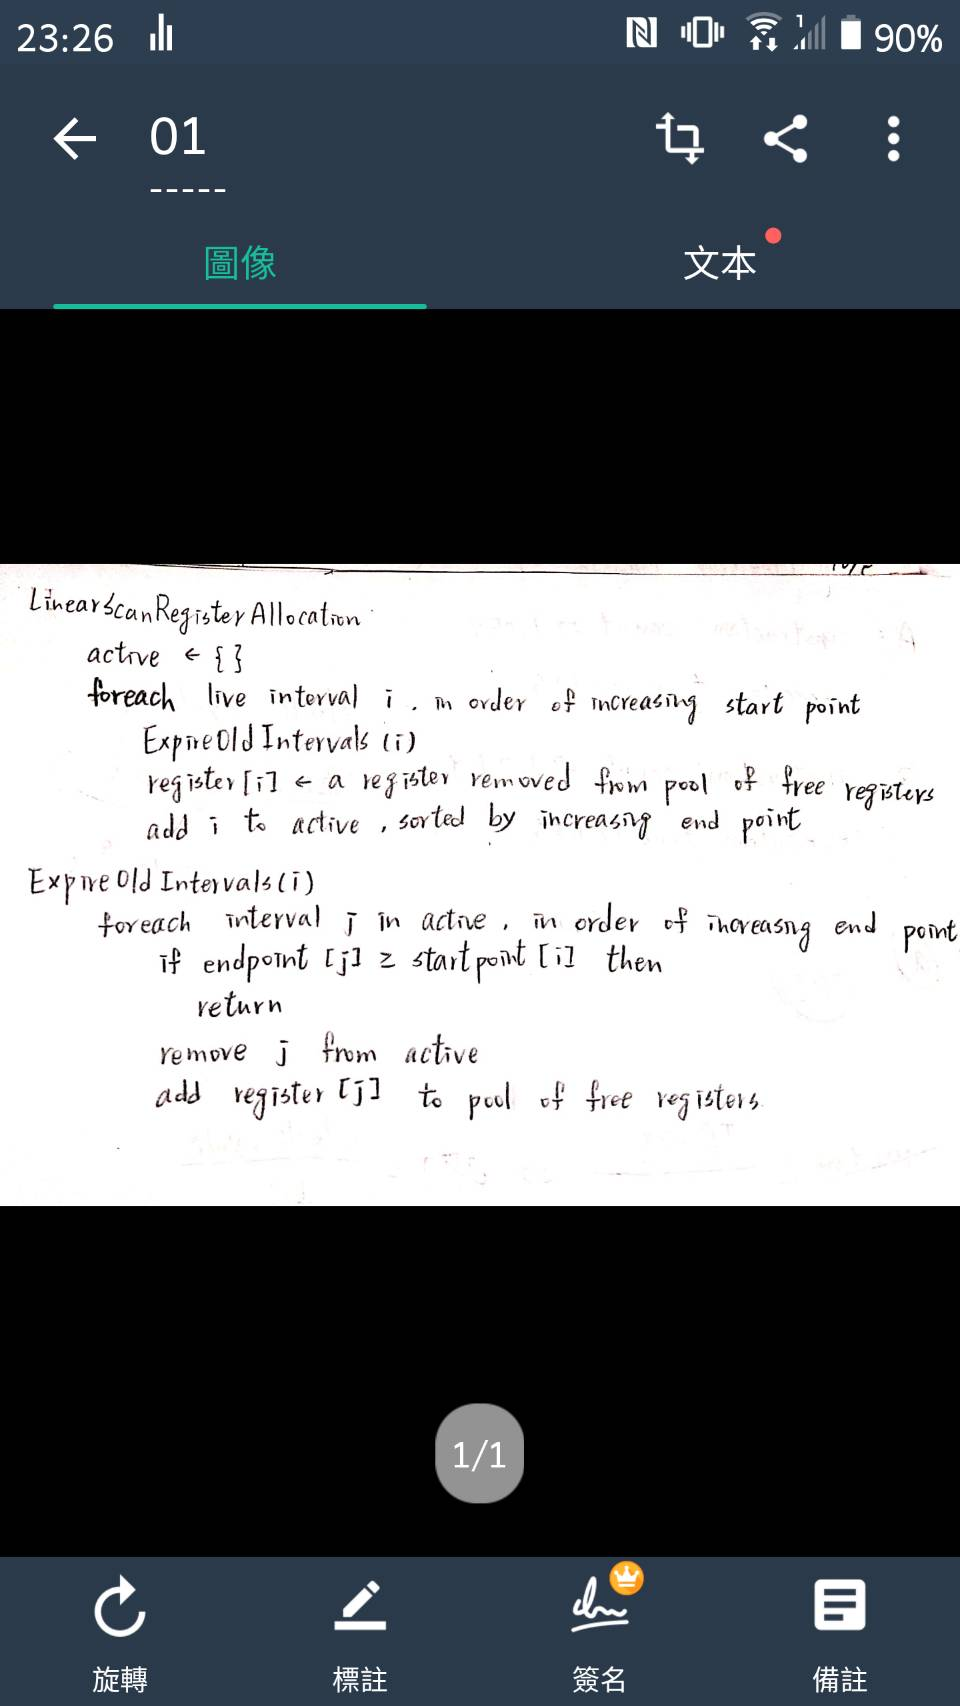 23:26 90%
01
-----
圖像 文本
LinearScanRegisterAllocation
active ← { }
foreach live interval i, in order of increasing start point
ExpireOldIntervals (i)
register [i] ← a register removed from pool of free registers
add i to active, sorted by increasing end point
ExpireOldIntervals (i)
foreach interval j in active, in order of increasing end point
if endpoint [j] ≥ startpoint [i] then
return
remove j from active
add register [j] to pool of free registers
1/1
旋轉 標註 簽名 備註